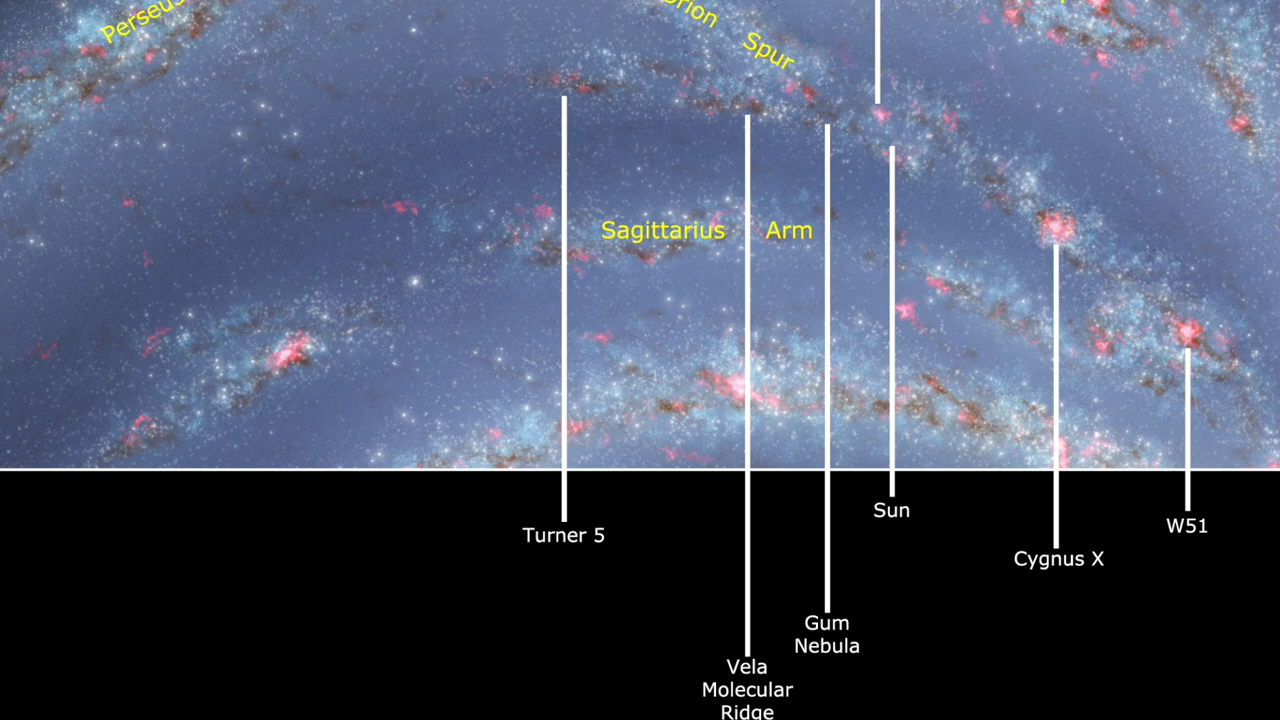 Perseus
Orion
Spur
Sagittarius Arm
Sun
W51
Turner 5
Cygnus X
Gum
Nebula
Vela
Molecular
Ridge